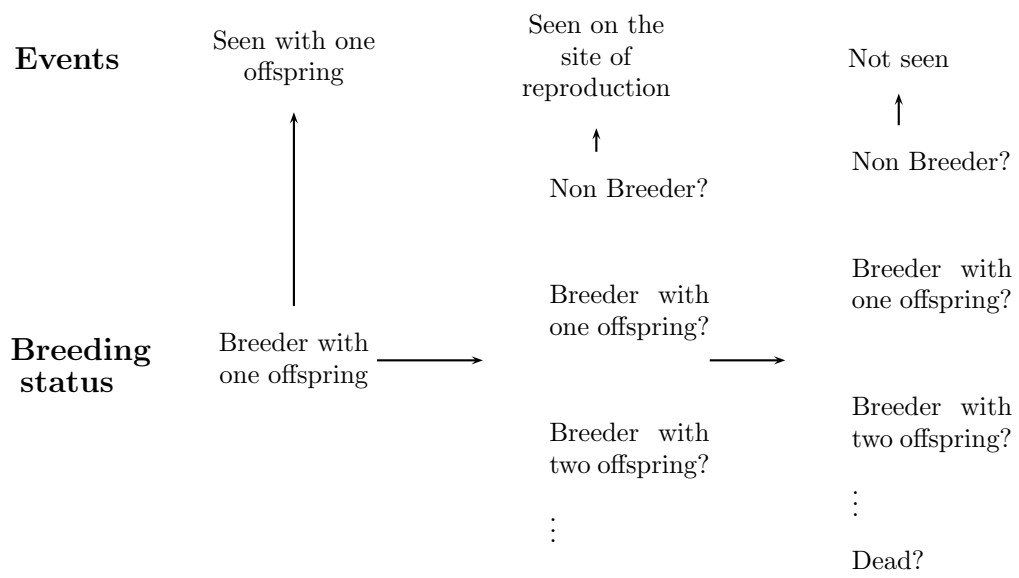 Events
Seen with one
offspring
Seen on the
site of
reproduction
Not seen
Non Breeder?
Non Breeder?
Breeder with
one offspring?
Breeder with
one offspring?
Breeding
status
Breeder with
one offspring
Breeder with
two offspring?
Breeder with
two offspring?
⋮
⋮
Dead?